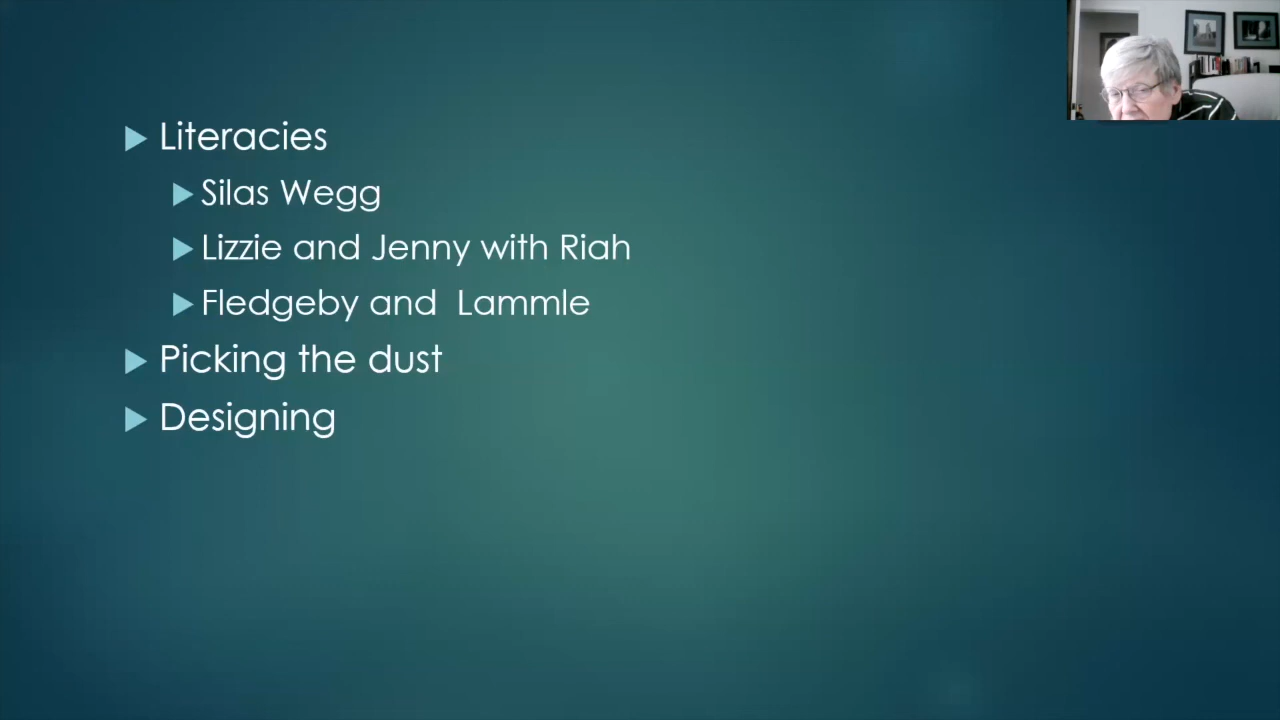 Literacies
Silas Wegg
Lizzie and Jenny with Riah
Fledgeby and  Lammle
Picking the dust
Designing